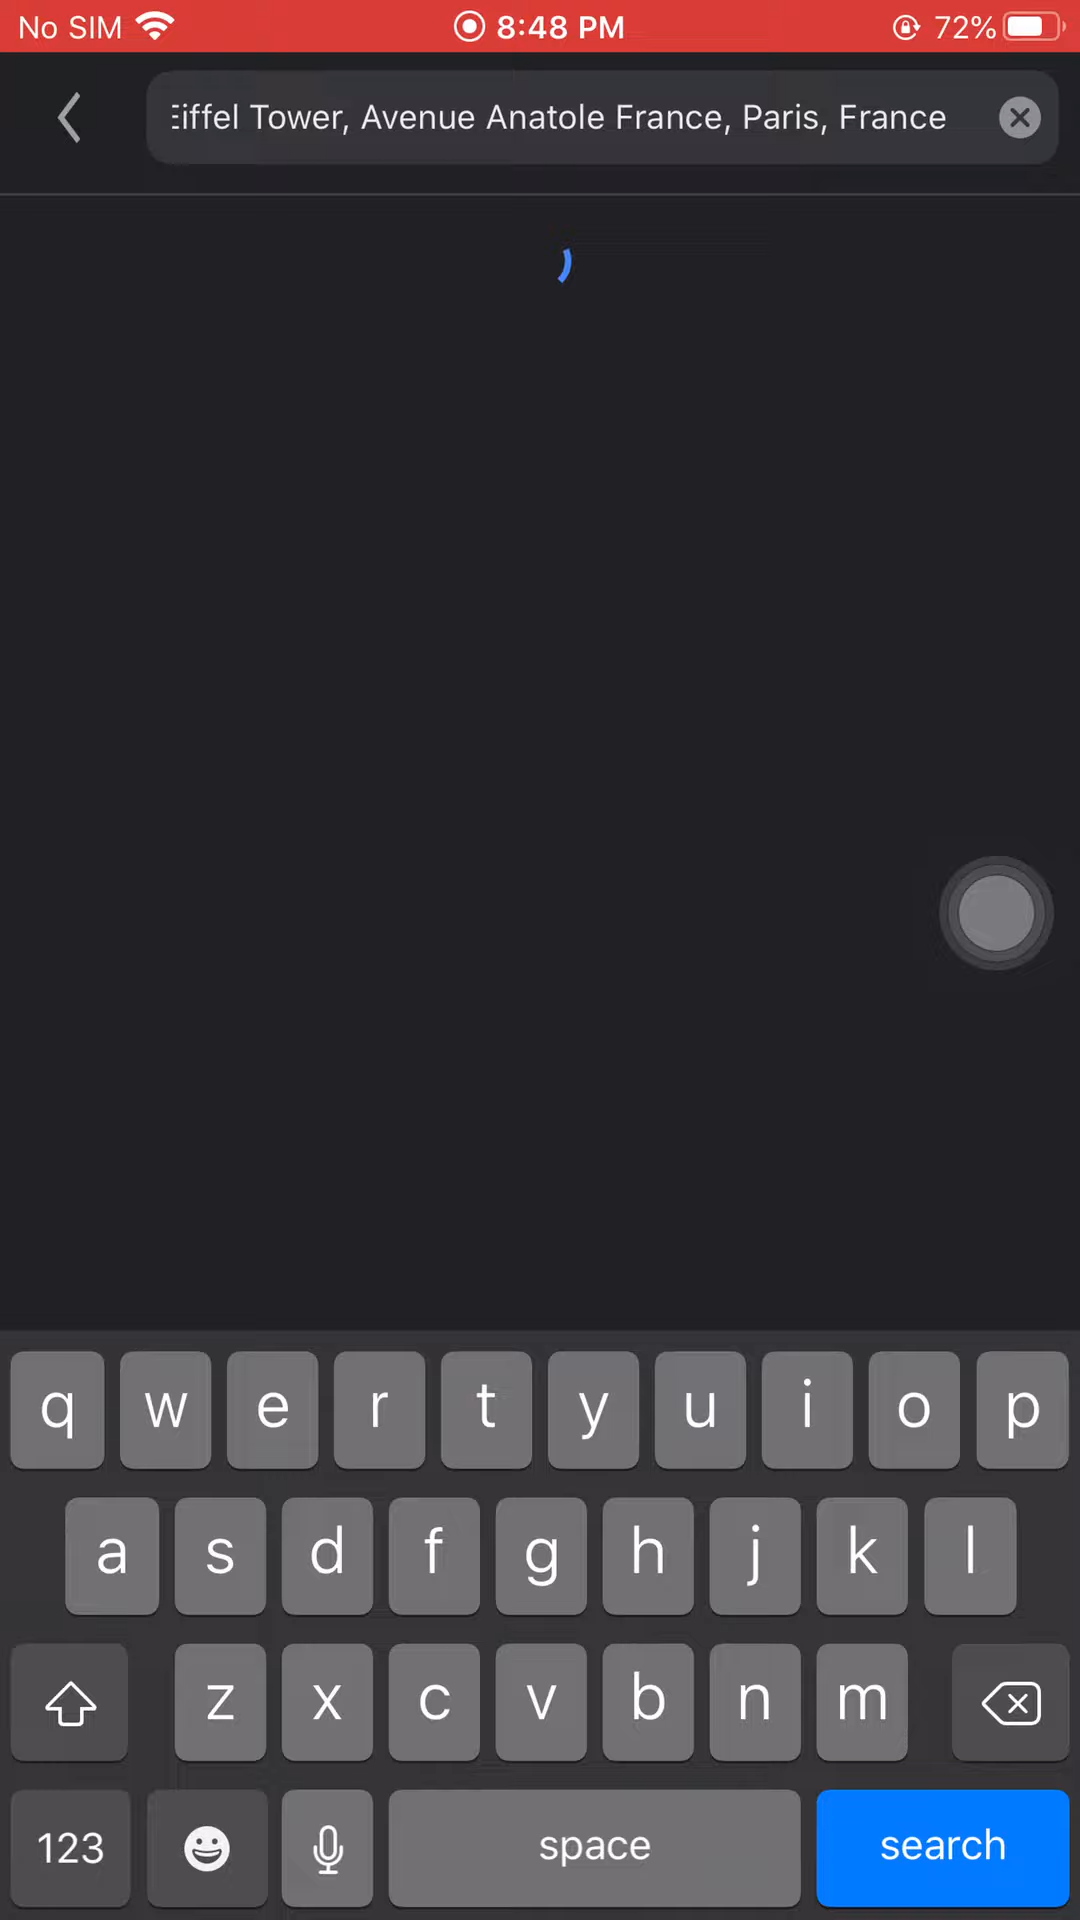 No SIM 8:48 PM 72%
Eiffel Tower, Avenue Anatole France, Paris, France
q w e r t y u i o p
a s d f g h j k l
z x c v b n m
123 space search